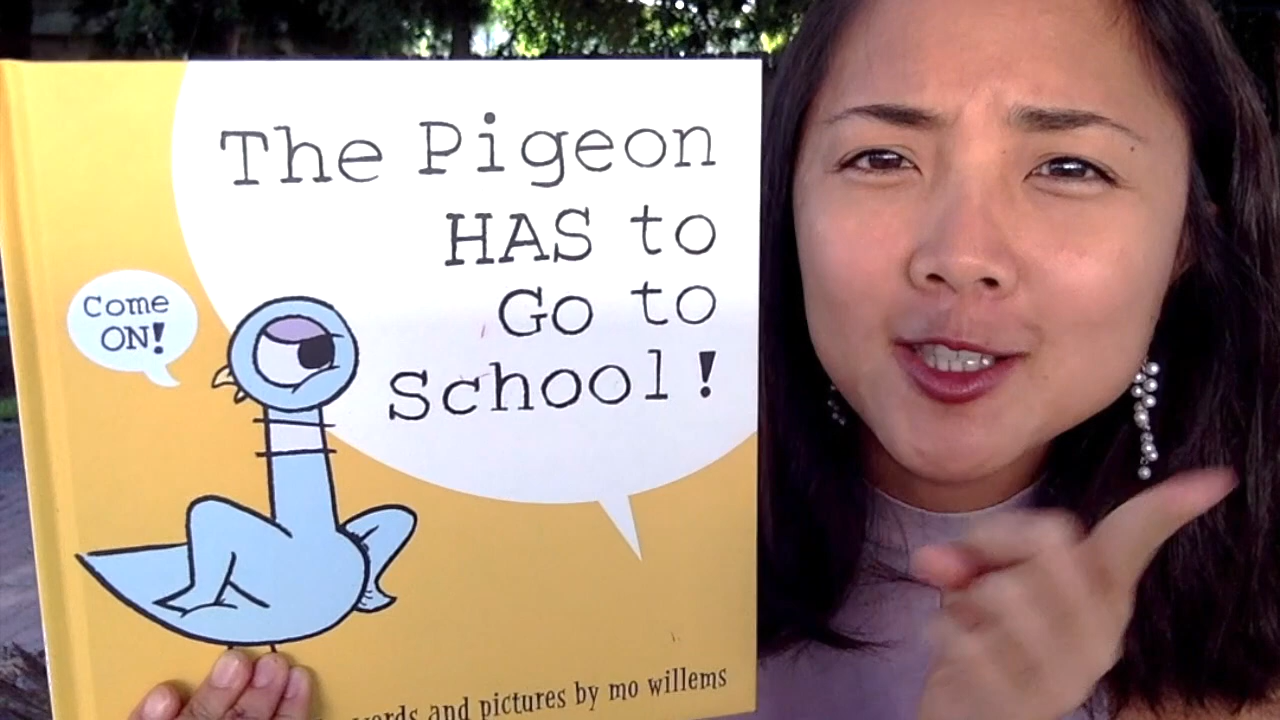 The Pigeon
HAS to
Go to
School!
Come
ON!
words and pictures by mo willems